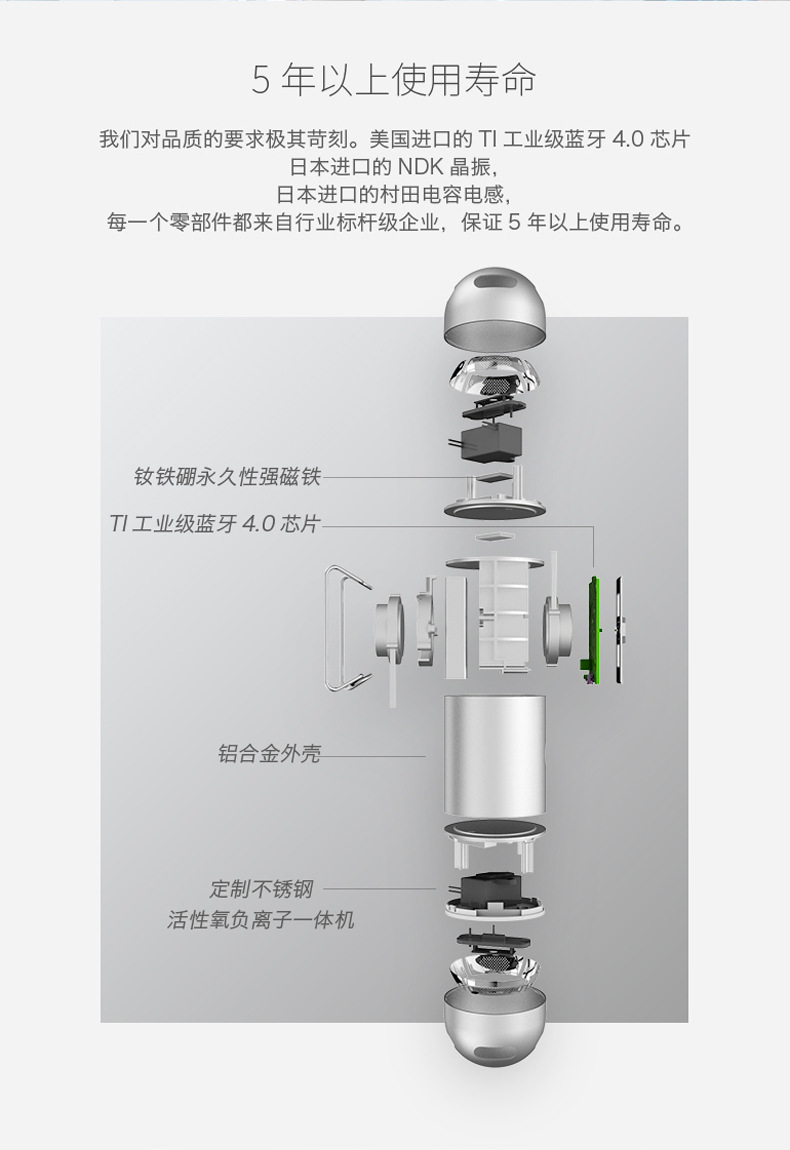 5 年以上使用寿命
我们对品质的要求极其苛刻。美国进口的 TI 工业级蓝牙 4.0 芯片
日本进口的 NDK 晶振，
日本进口的村田电容电感，
每一个零部件都来自行业标杆级企业，保证 5 年以上使用寿命。
钕铁硼永久性强磁铁
TI 工业级蓝牙 4.0 芯片
铝合金外壳
定制不锈钢
活性氧负离子一体机